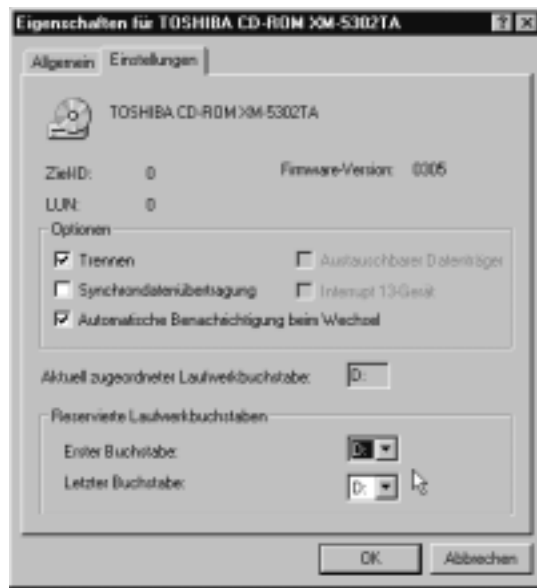 Eigenschaften für TOSHIBA CD-ROM XM-5302TA
Allgemein Einstellungen
TOSHIBA CD-ROM XM-5302TA
Ziel-ID: 0 Firmware-Version: 0305
LUN: 0
Optionen
Trennen Austauschbarer Datenträger
Synchrondatenübertragung Interrupt 13-Gerät
Automatische Benachrichtigung beim Wechsel
Aktuell zugeordneter Laufwerkbuchstabe: D:
Reservierte Laufwerkbuchstaben
Erster Buchstabe: D:
Letzter Buchstabe: D:
OK Abbrechen